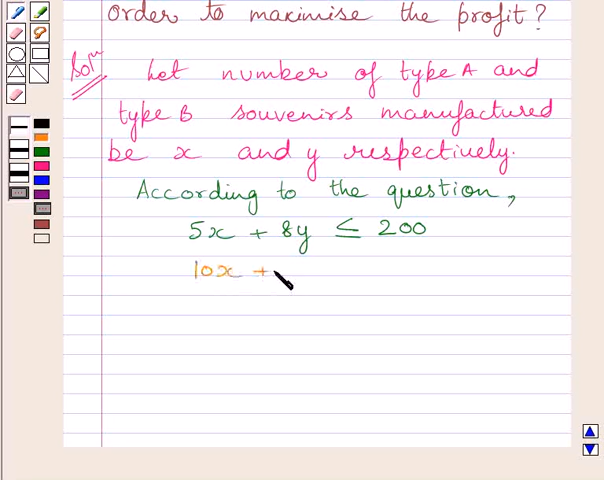 order to maximise the profit?
Solⁿ Let number of type A and
type B souvenirs manufactured
be x and y respectively.
According to the question,
5x + 8y ≤ 200
10x +